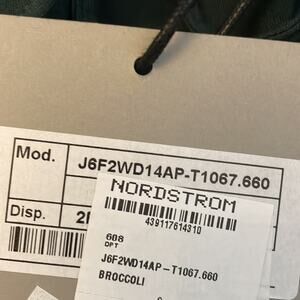 Mod. J6F2WD14AP-T1067.660
Disp.
NORDSTROM
439117614310
608
DPT
J6F2WD14AP-T1067.660
BROCCOLI